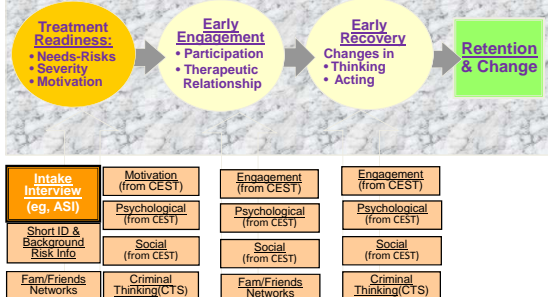 Treatment
Readiness:
• Needs-Risks
• Severity
• Motivation
Early
Engagement
• Participation
• Therapeutic
Relationship
Early
Recovery
Changes in
• Thinking
• Acting
Retention
& Change
Intake
Interview
(eg, ASI)
Short ID &
Background
Risk Info
Fam/Friends
Networks
Motivation
(from CEST)
Psychological
(from CEST)
Social
(from CEST)
Criminal
Thinking(CTS)
Engagement
(from CEST)
Psychological
(from CEST)
Social
(from CEST)
Fam/Friends
Networks
Engagement
(from CEST)
Psychological
(from CEST)
Social
(from CEST)
Criminal
Thinking(CTS)